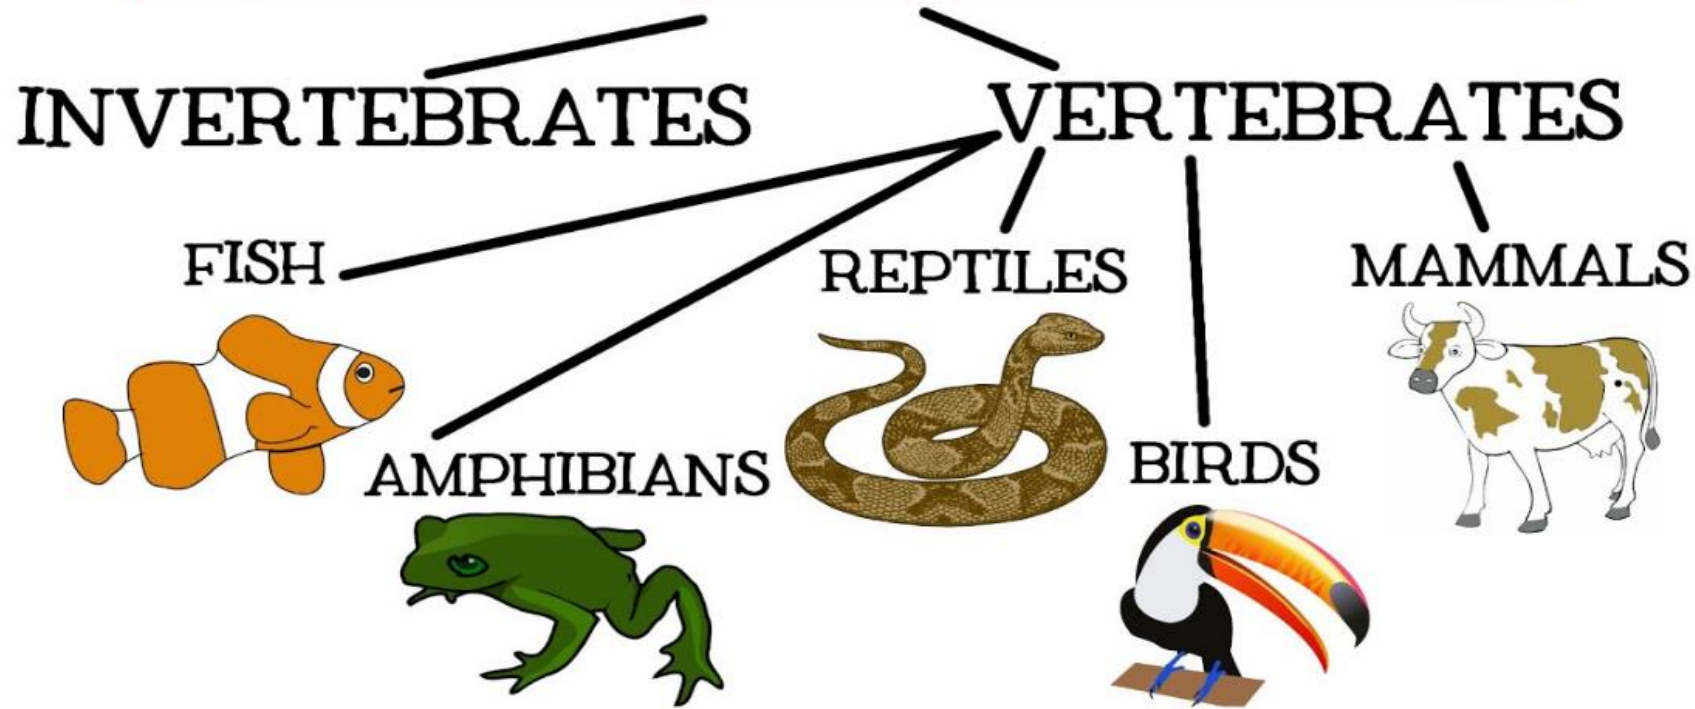 INVERTEBRATES
VERTEBRATES
FISH
REPTILES
MAMMALS
AMPHIBIANS
BIRDS